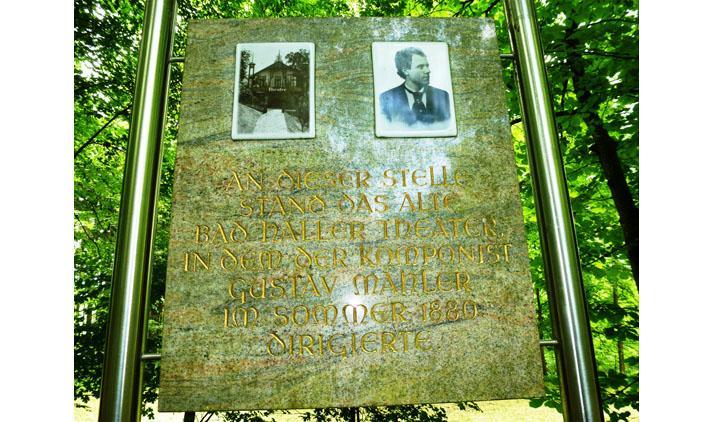 Theatre
AN DIESER STELLE
STAND DAS ALTE
BAD HALLER THEATER,
IN DEM DER KOMPONIST
GUSTAV MAHLER
IM SOMMER 1880
DIRIGIERTE.